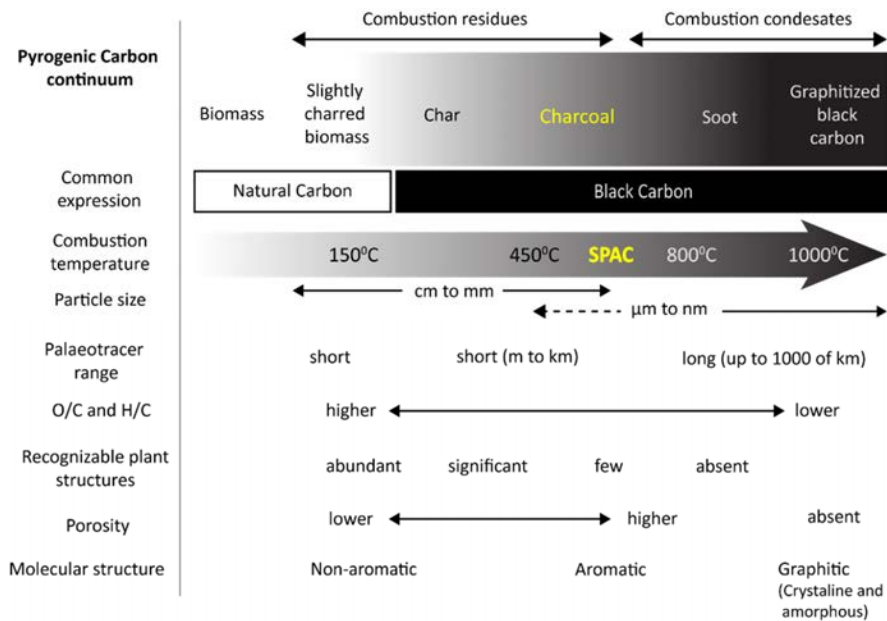 Combustion residues
Combustion condesates
Pyrogenic Carbon
continuum
Biomass
Slightly
charred
biomass
Char
Charcoal
Soot
Graphitized
black
carbon
Common
expression
Natural Carbon
Black Carbon
Combustion
temperature
150⁰C
450⁰C
SPAC
800⁰C
1000⁰C
Particle size
cm to mm
µm to nm
Palaeotracer
range
short
short (m to km)
long (up to 1000 of km)
O/C and H/C
higher
lower
Recognizable plant
structures
abundant
significant
few
absent
Porosity
lower
higher
absent
Molecular structure
Non-aromatic
Aromatic
Graphitic
(Crystaline and
amorphous)